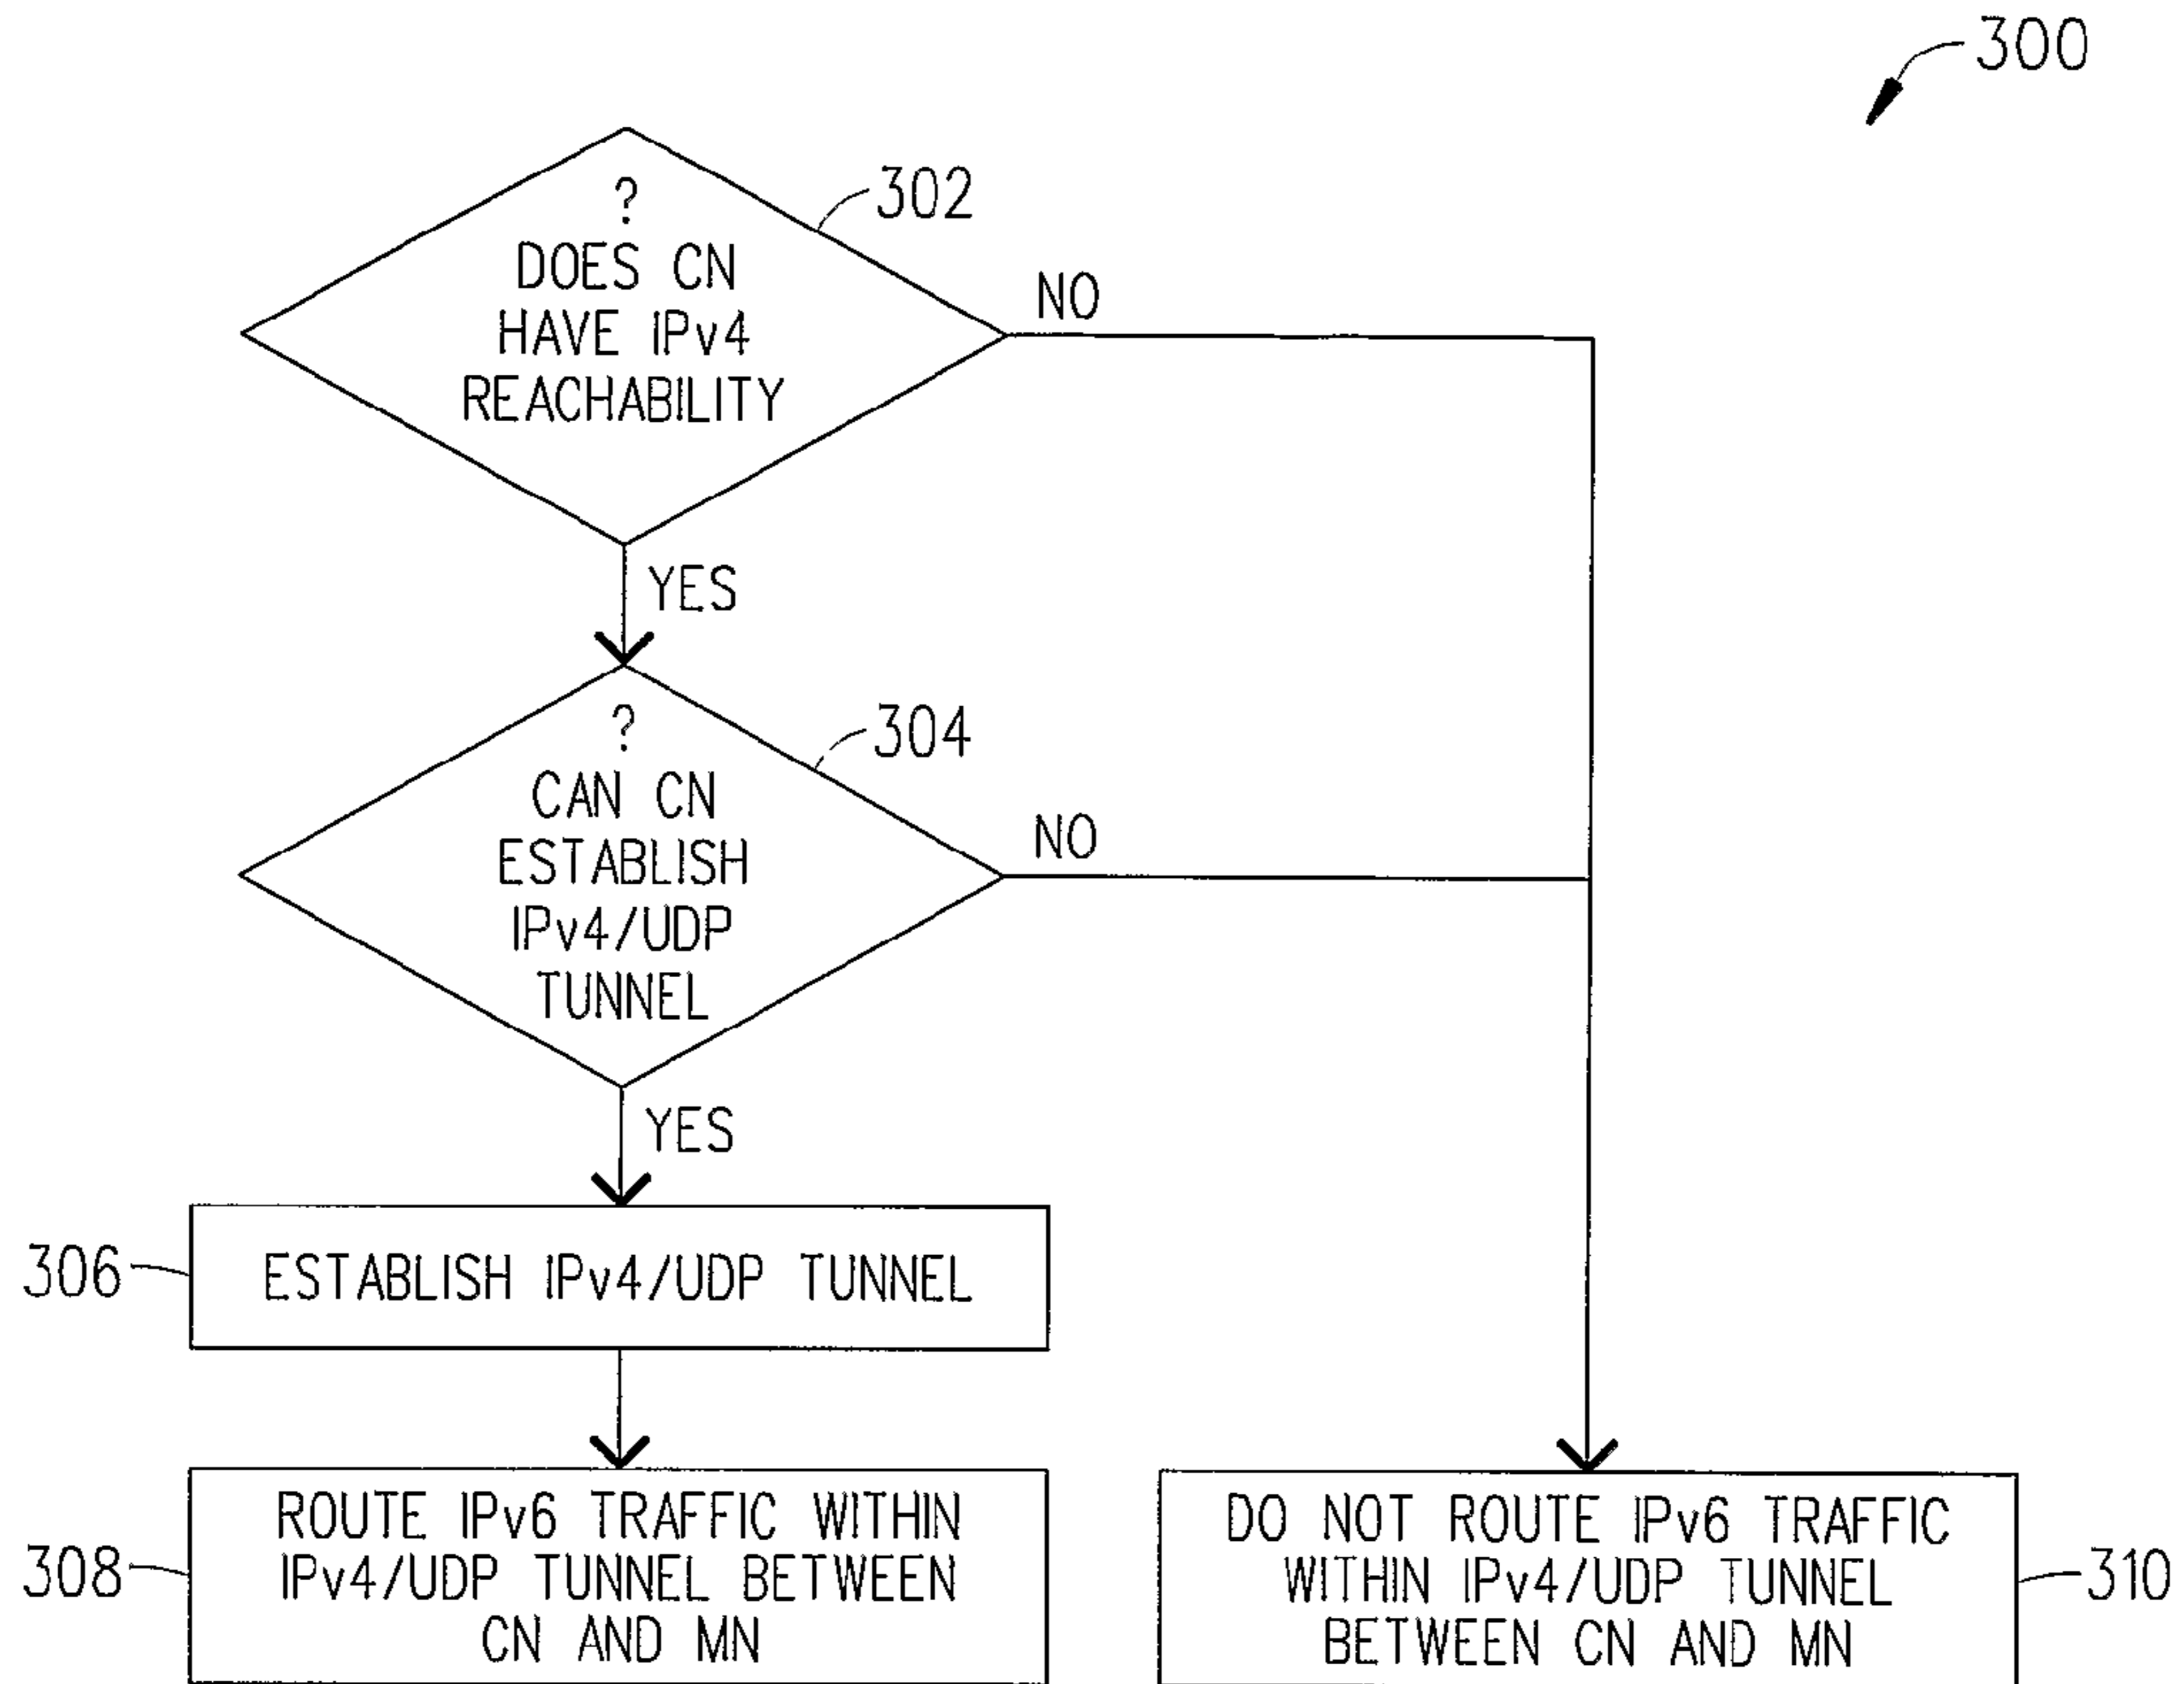 300
?
302
DOES CN
HAVE IPv4
REACHABILITY
NO
YES
?
304
CAN CN
ESTABLISH
IPv4/UDP
TUNNEL
NO
YES
306
ESTABLISH IPv4/UDP TUNNEL
308
ROUTE IPv6 TRAFFIC WITHIN
IPv4/UDP TUNNEL BETWEEN
CN AND MN
DO NOT ROUTE IPv6 TRAFFIC
WITHIN IPv4/UDP TUNNEL
BETWEEN CN AND MN
310